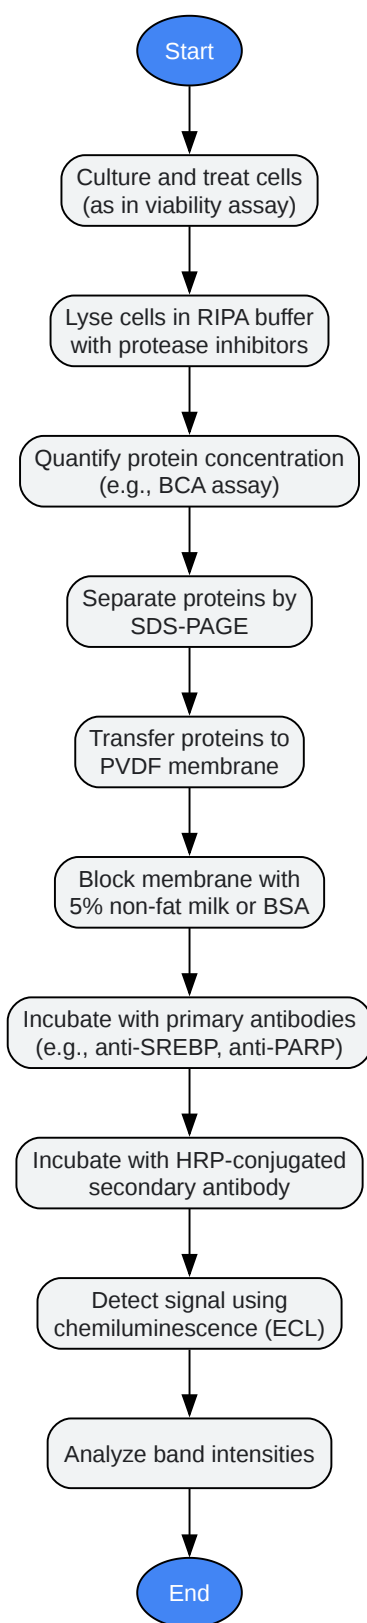 Start
Culture and treat cells
(as in viability assay)
Lyse cells in RIPA buffer
with protease inhibitors
Quantify protein concentration
(e.g., BCA assay)
Separate proteins by
SDS-PAGE
Transfer proteins to
PVDF membrane
Block membrane with
5% non-fat milk or BSA
Incubate with primary antibodies
(e.g., anti-SREBP, anti-PARP)
Incubate with HRP-conjugated
secondary antibody
Detect signal using
chemiluminescence (ECL)
Analyze band intensities
End